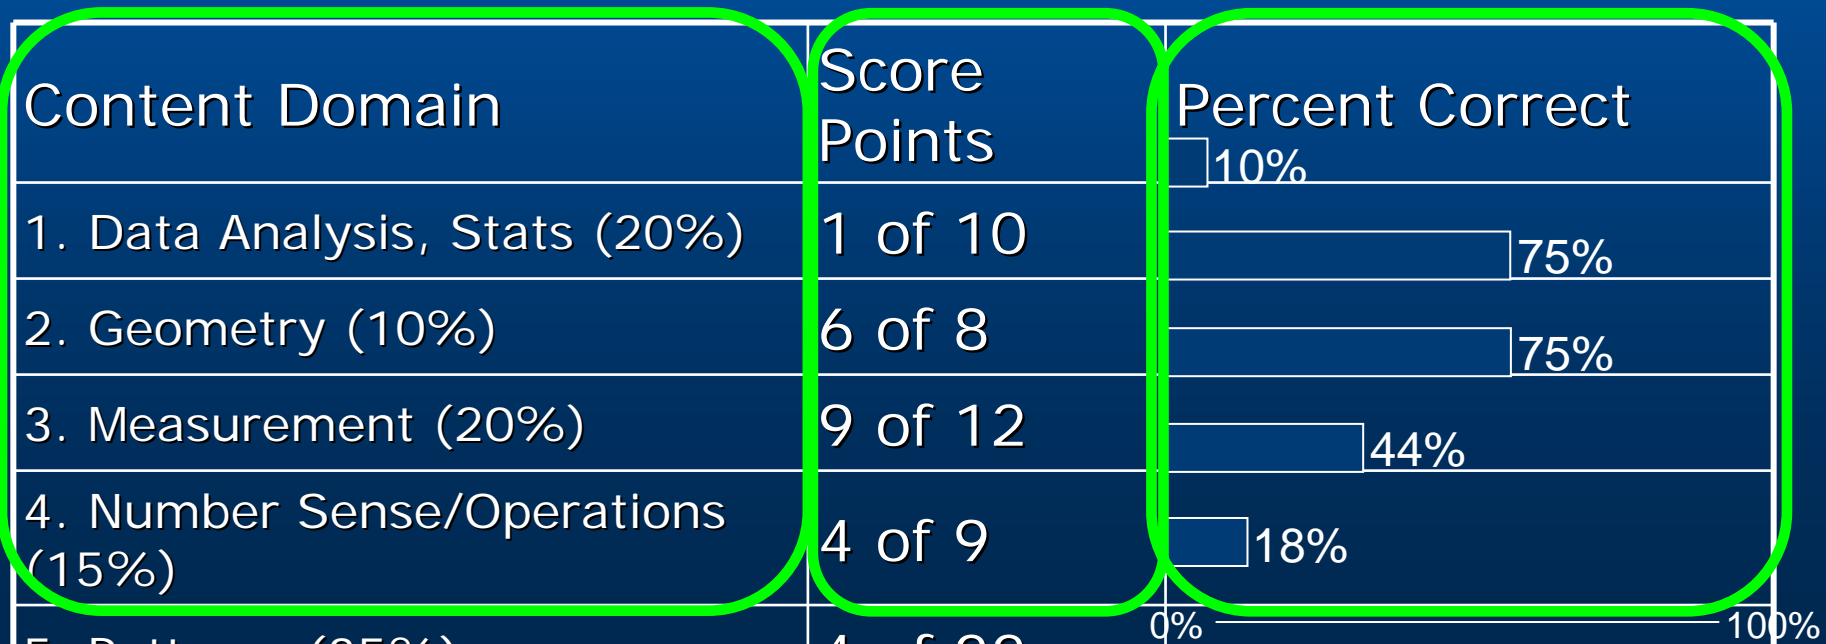 Content Domain
Score
Points
Percent Correct
10%
1. Data Analysis, Stats (20%)
1 of 10
75%
2. Geometry (10%)
6 of 8
75%
3. Measurement (20%)
9 of 12
44%
4. Number Sense/Operations
(15%)
4 of 9
18%
0%
100%